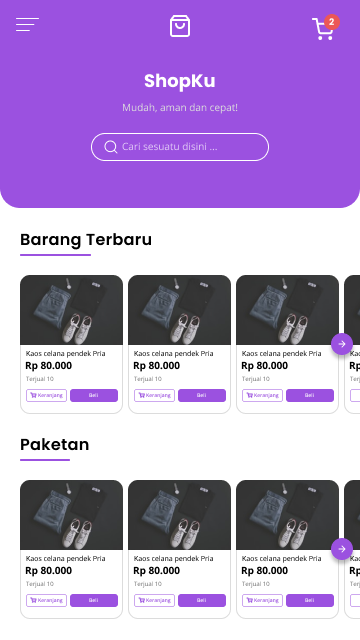 2
ShopKu
Mudah, aman dan cepat!
Cari sesuatu disini ...
Barang Terbaru
Kaos celana pendek Pria
Rp 80.000
Terjual 10
Keranjang
Beli
Kaos celana pendek Pria
Rp 80.000
Terjual 10
Keranjang
Beli
Kaos celana pendek Pria
Rp 80.000
Terjual 10
Keranjang
Beli
Paketan
Kaos celana pendek Pria
Rp 80.000
Terjual 10
Keranjang
Beli
Kaos celana pendek Pria
Rp 80.000
Terjual 10
Keranjang
Beli
Kaos celana pendek Pria
Rp 80.000
Terjual 10
Keranjang
Beli